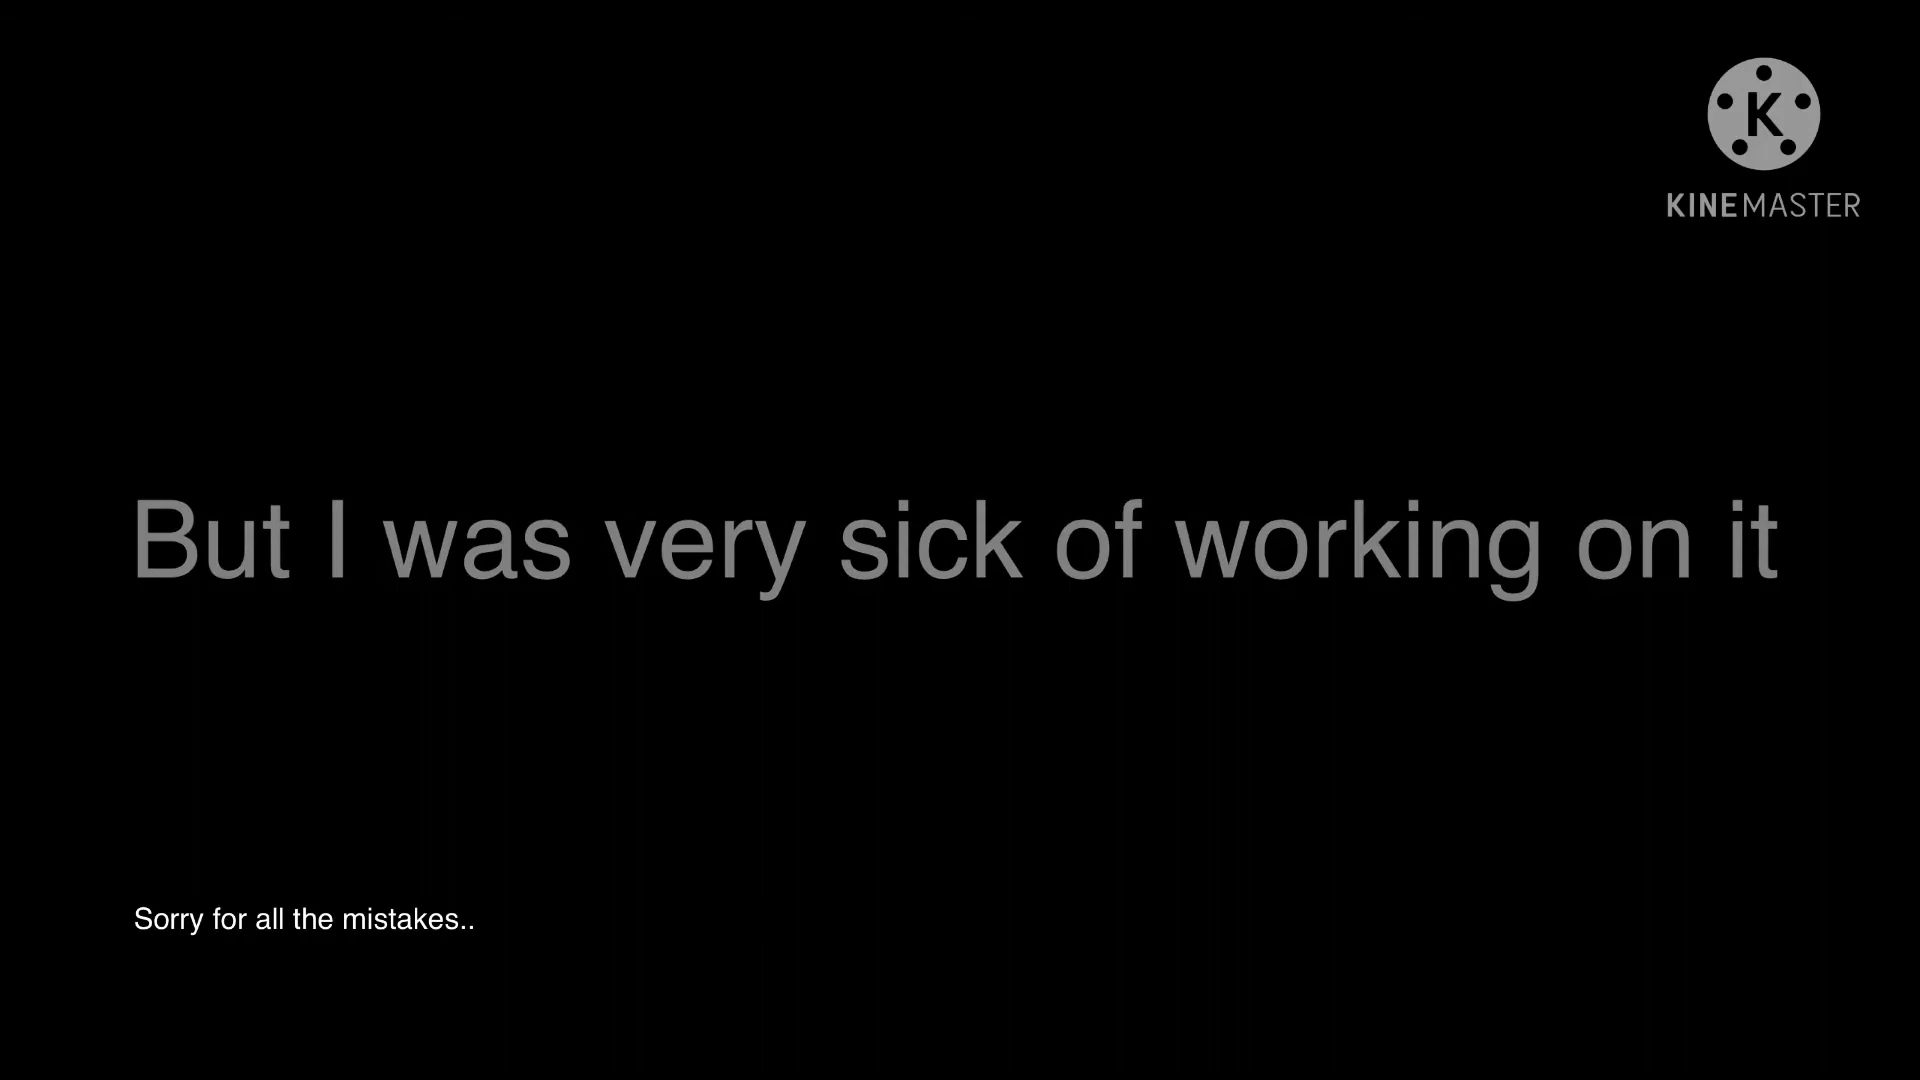 K
KINEMASTER
But I was very sick of working on it
Sorry for all the mistakes..